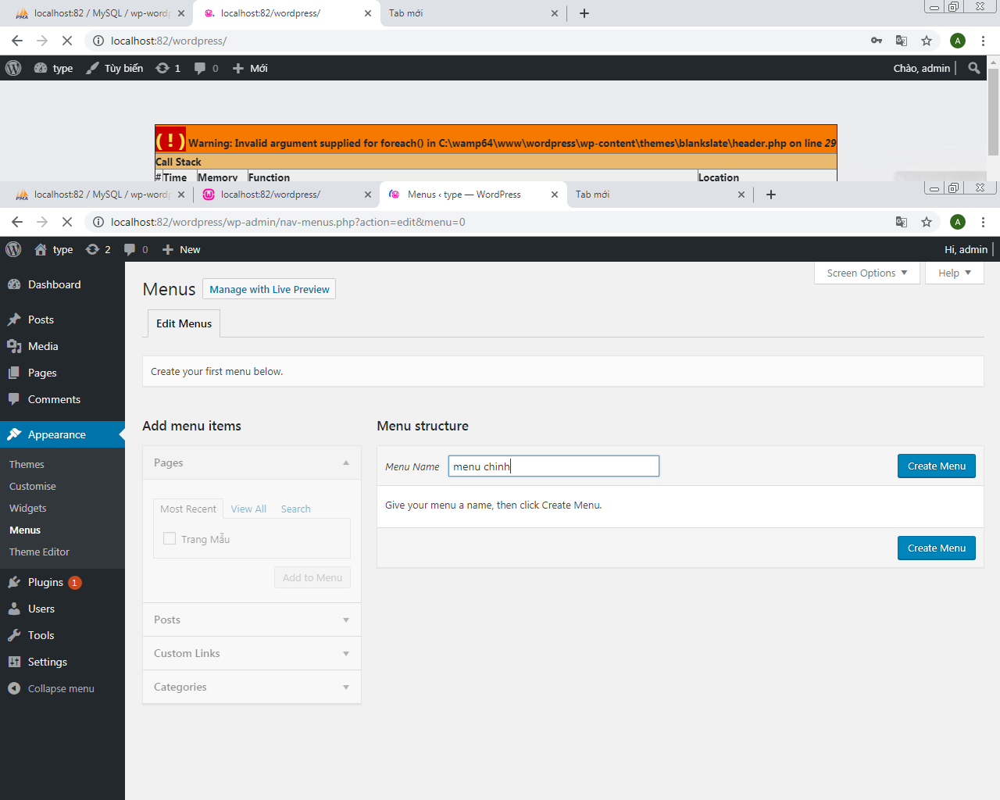 localhost:82 / MySQL / wp-wordp
localhost:82/wordpress/
Tab mới
localhost:82/wordpress/
A
type
Tùy biến
1
0
Mới
Chào, admin
(!) Warning: Invalid argument supplied for foreach() in C:\wamp64\www\wordpress\wp-content\themes\blankslate\header.php on line 29
Call Stack
# Time Memory Function Location
localhost:82 / MySQL / wp-wordp
localhost:82/wordpress/
Menus ‹ type — WordPress
Tab mới
localhost:82/wordpress/wp-admin/nav-menus.php?action=edit&menu=0
A
type
2
0
New
Hi, admin
Dashboard
Posts
Media
Pages
Comments
Appearance
Themes
Customise
Widgets
Menus
Theme Editor
Plugins 1
Users
Tools
Settings
Collapse menu
Screen Options
Help
Menus
Manage with Live Preview
Edit Menus
Create your first menu below.
Add menu items
Pages
Most Recent
View All
Search
Trang Mẫu
Add to Menu
Posts
Custom Links
Categories
Menu structure
Menu Name
menu chinh
Create Menu
Give your menu a name, then click Create Menu.
Create Menu